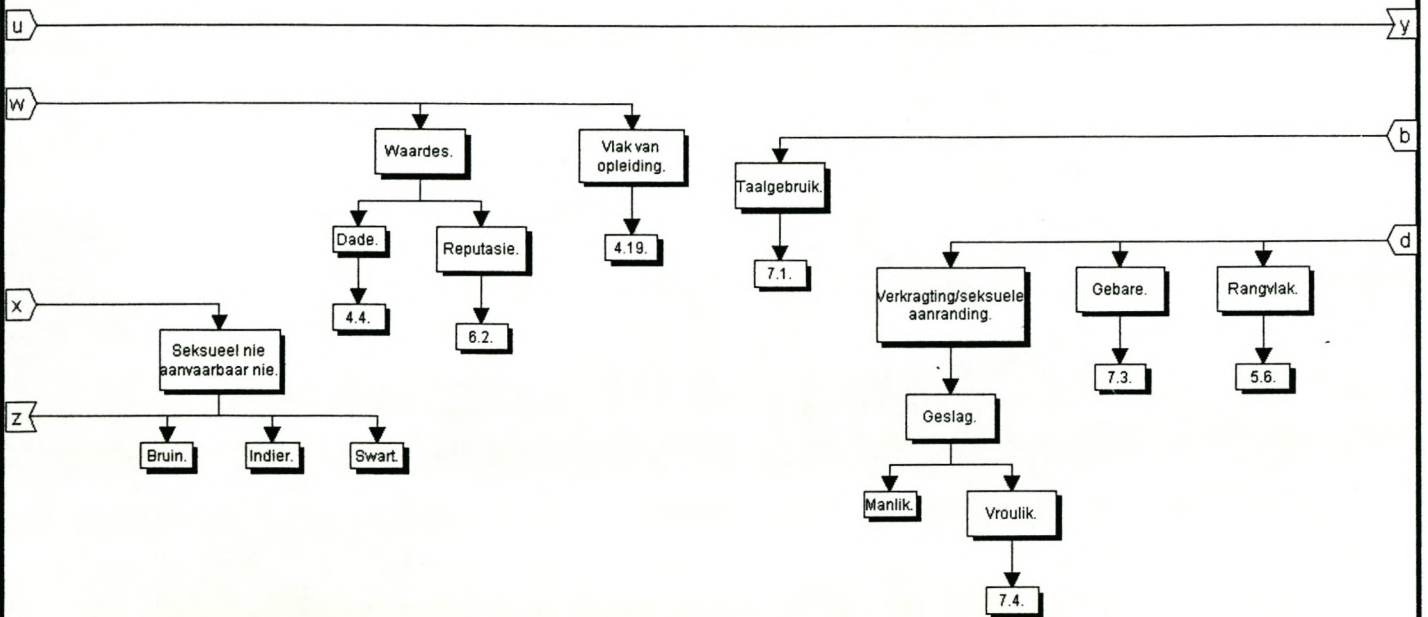 u
y
w
b
Waardes.
Vlak van
opleiding.
Taalgebruik.
Dade.
Reputasie.
4.19.
d
7.1.
Verkragting/seksuele
aanranding.
Gebare.
Rangvlak.
x
4.4.
6.2.
Seksueel nie
aanvaarbaar nie.
7.3.
5.6.
z
Geslag.
Bruin.
Indier.
Swart.
Manlik.
Vroulik.
7.4.